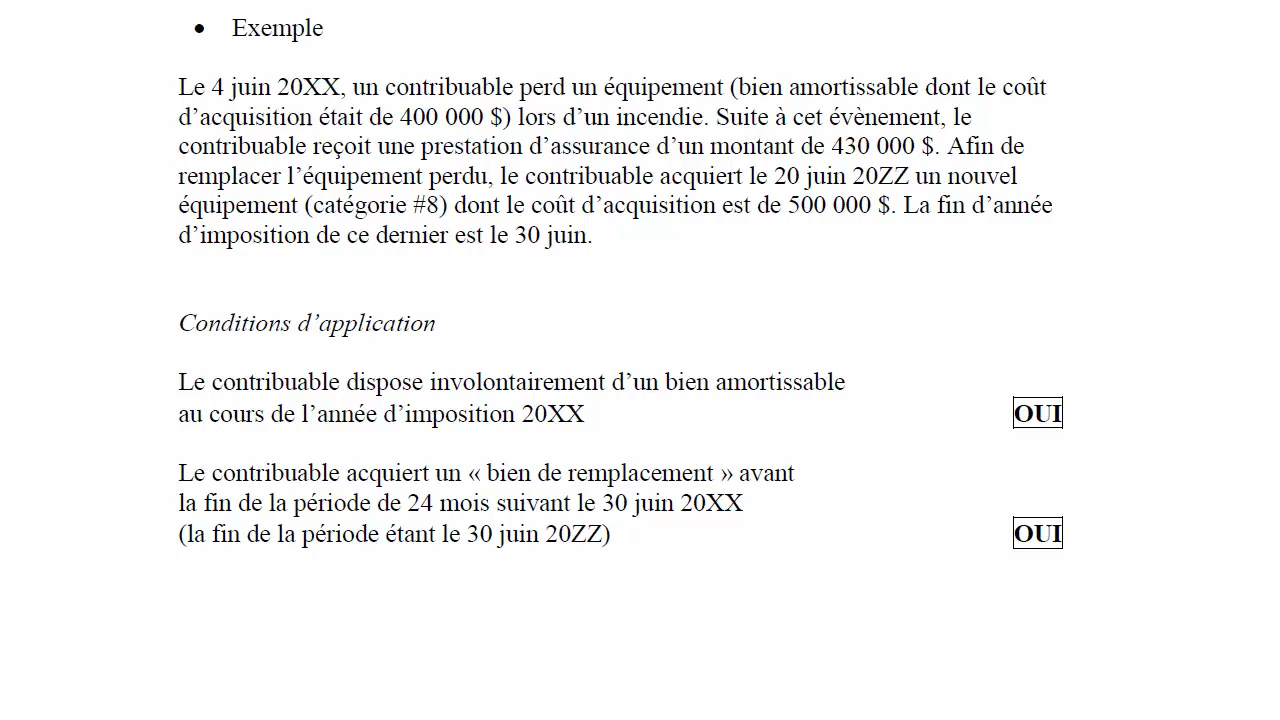 • Exemple
Le 4 juin 20XX, un contribuable perd un équipement (bien amortissable dont le coût
d’acquisition était de 400 000 $) lors d’un incendie. Suite à cet évènement, le
contribuable reçoit une prestation d’assurance d’un montant de 430 000 $. Afin de
remplacer l’équipement perdu, le contribuable acquiert le 20 juin 20ZZ un nouvel
équipement (catégorie #8) dont le coût d’acquisition est de 500 000 $. La fin d’année
d’imposition de ce dernier est le 30 juin.
Conditions d’application
Le contribuable dispose involontairement d’un bien amortissable
au cours de l’année d’imposition 20XX OUI
Le contribuable acquiert un « bien de remplacement » avant
la fin de la période de 24 mois suivant le 30 juin 20XX
(la fin de la période étant le 30 juin 20ZZ) OUI